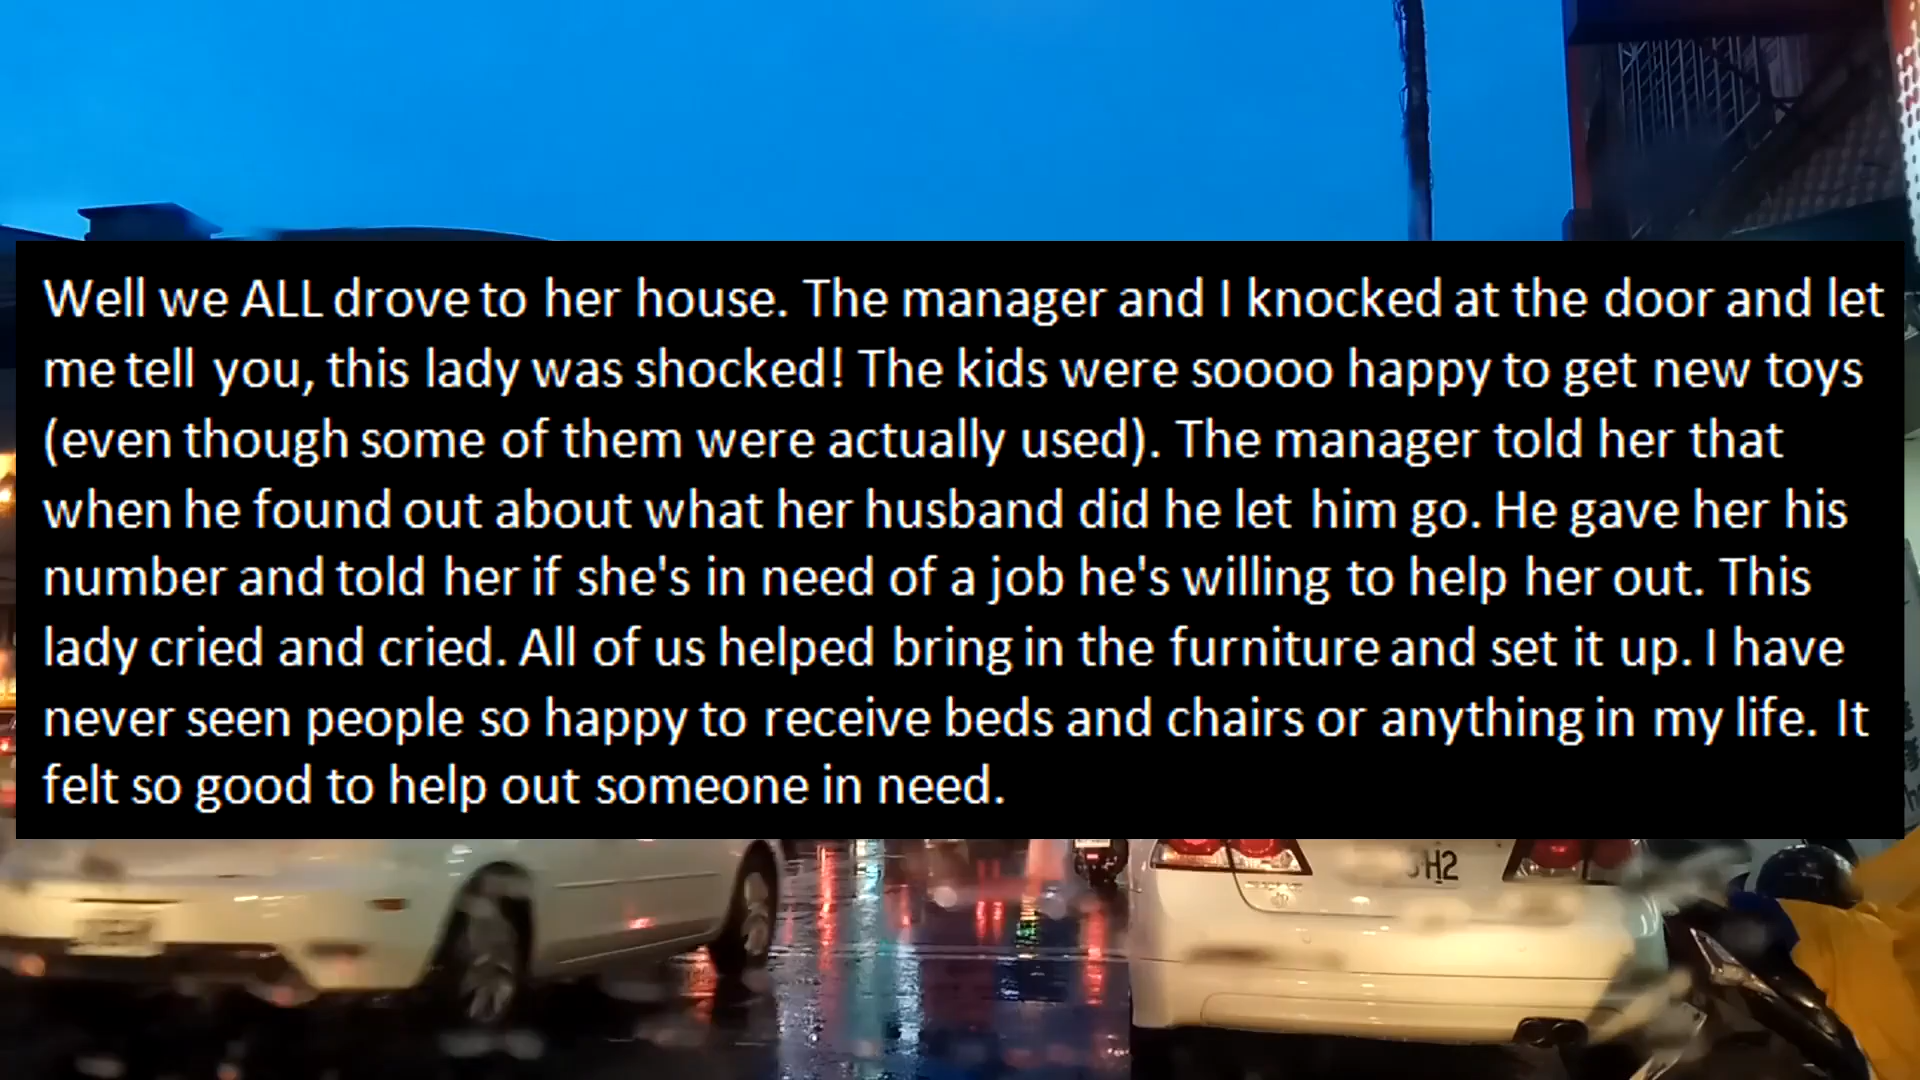 Well we ALL drove to her house. The manager and I knocked at the door and let
me tell you, this lady was shocked! The kids were soooo happy to get new toys
(even though some of them were actually used). The manager told her that
when he found out about what her husband did he let him go. He gave her his
number and told her if she's in need of a job he's willing to help her out. This
lady cried and cried. All of us helped bring in the furniture and set it up. I have
never seen people so happy to receive beds and chairs or anything in my life. It
felt so good to help out someone in need.
H2